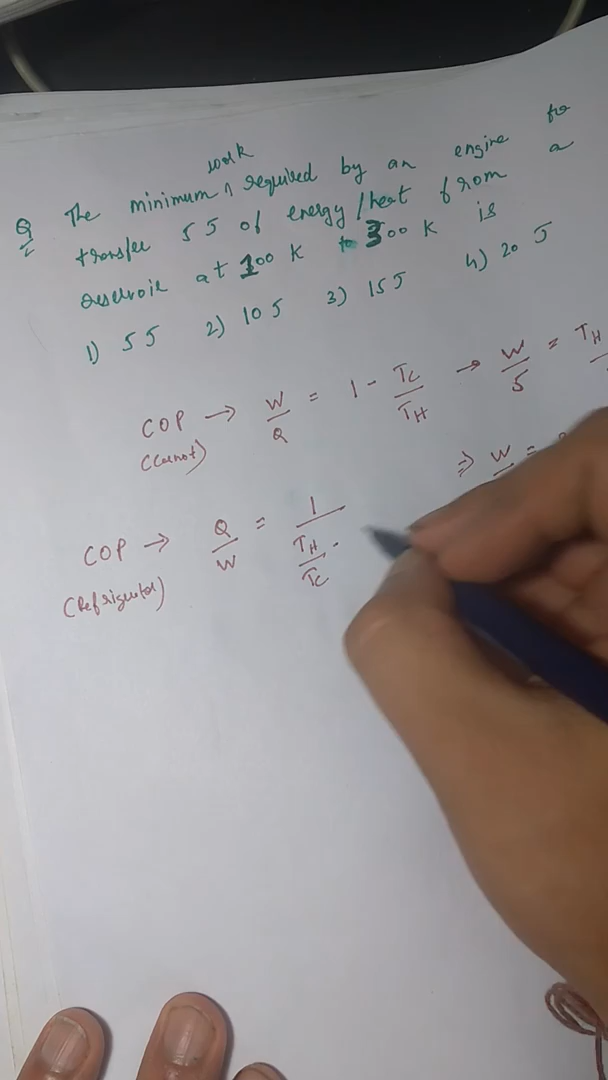 Q The minimum work required by an engine for
transfer 5 J of energy / heat from a
reservoir at 100 K to 300 K is
1) 5 J 2) 10 J 3) 15 J 4) 20 J
COP → W/Q = 1 - T_C/T_H → W/5 = T_H
(Carnot) ⇒ W =
COP → Q/W = 1/(T_H/T_C -
(Refrigerator)